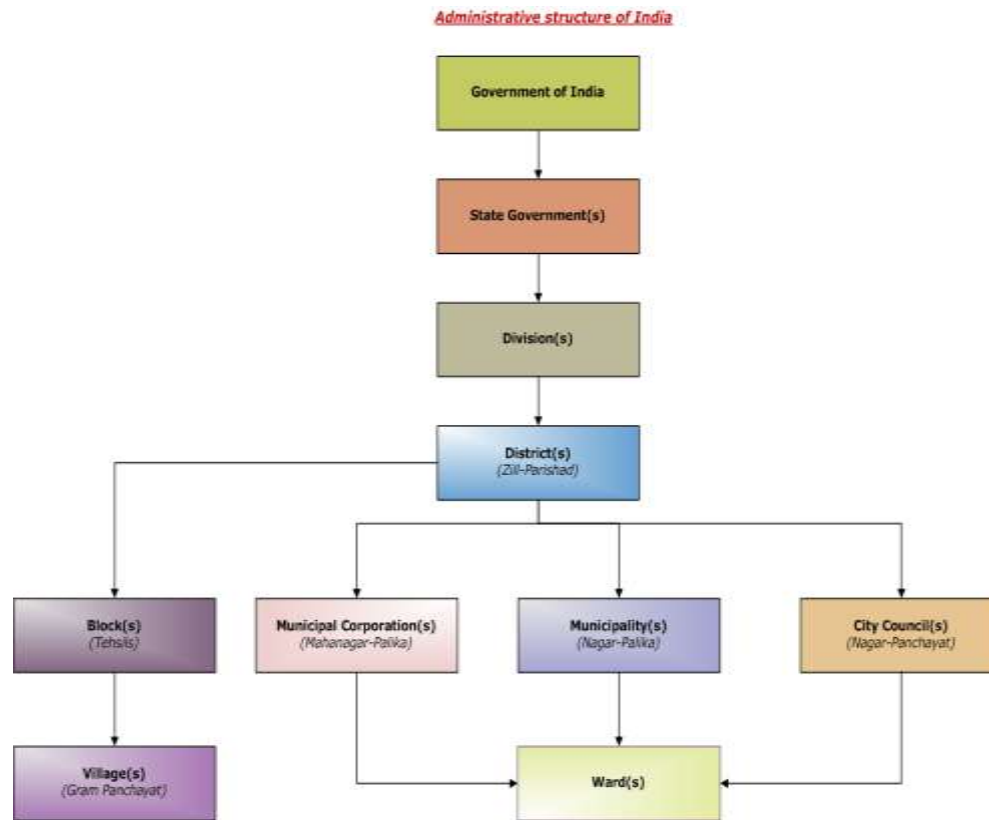 Administrative structure of India
Government of India
State Government(s)
Division(s)
District(s)
(Zill-Parishad)
Block(s)
(Tehsils)
Municipal Corporation(s)
(Mahanagar-Palika)
Municipality(s)
(Nagar-Palika)
City Council(s)
(Nagar-Panchayat)
Village(s)
(Gram Panchayat)
Ward(s)